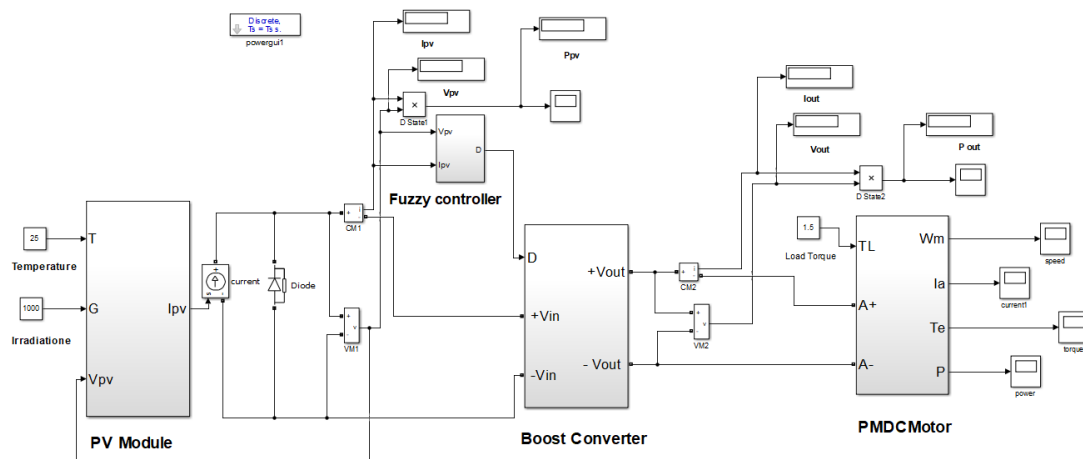 Discrete,
Ts = Ts s.
powergui1
Ipv
Ppv
Vpv
×
D State1
Vpv
D
Ipv
Fuzzy controller
Iout
Vout
P out
×
D State2
25
T
Temperature
1000
G
Irradiatione
Ipv
Vpv
PV Module
+
s
-
current
Diode
+
i
-
CM1
+
v
-
VM1
D
+Vin
-Vin
+Vout
- Vout
Boost Converter
+
i
-
CM2
+
v
-
VM2
1.5
Load Torque
TL
A+
A-
Wm
Ia
Te
P
PMDCMotor
speed
current1
torque
power